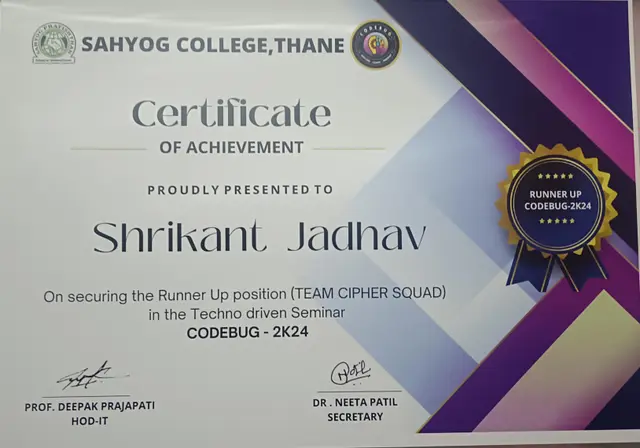 SAHYOG COLLEGE,THANE
CODEBUG
Certificate
OF ACHIEVEMENT
PROUDLY PRESENTED TO
Shrikant Jadhav
RUNNER UP
CODEBUG-2K24
On securing the Runner Up position (TEAM CIPHER SQUAD)
in the Techno driven Seminar
CODEBUG - 2K24
PROF. DEEPAK PRAJAPATI
HOD-IT
DR . NEETA PATIL
SECRETARY